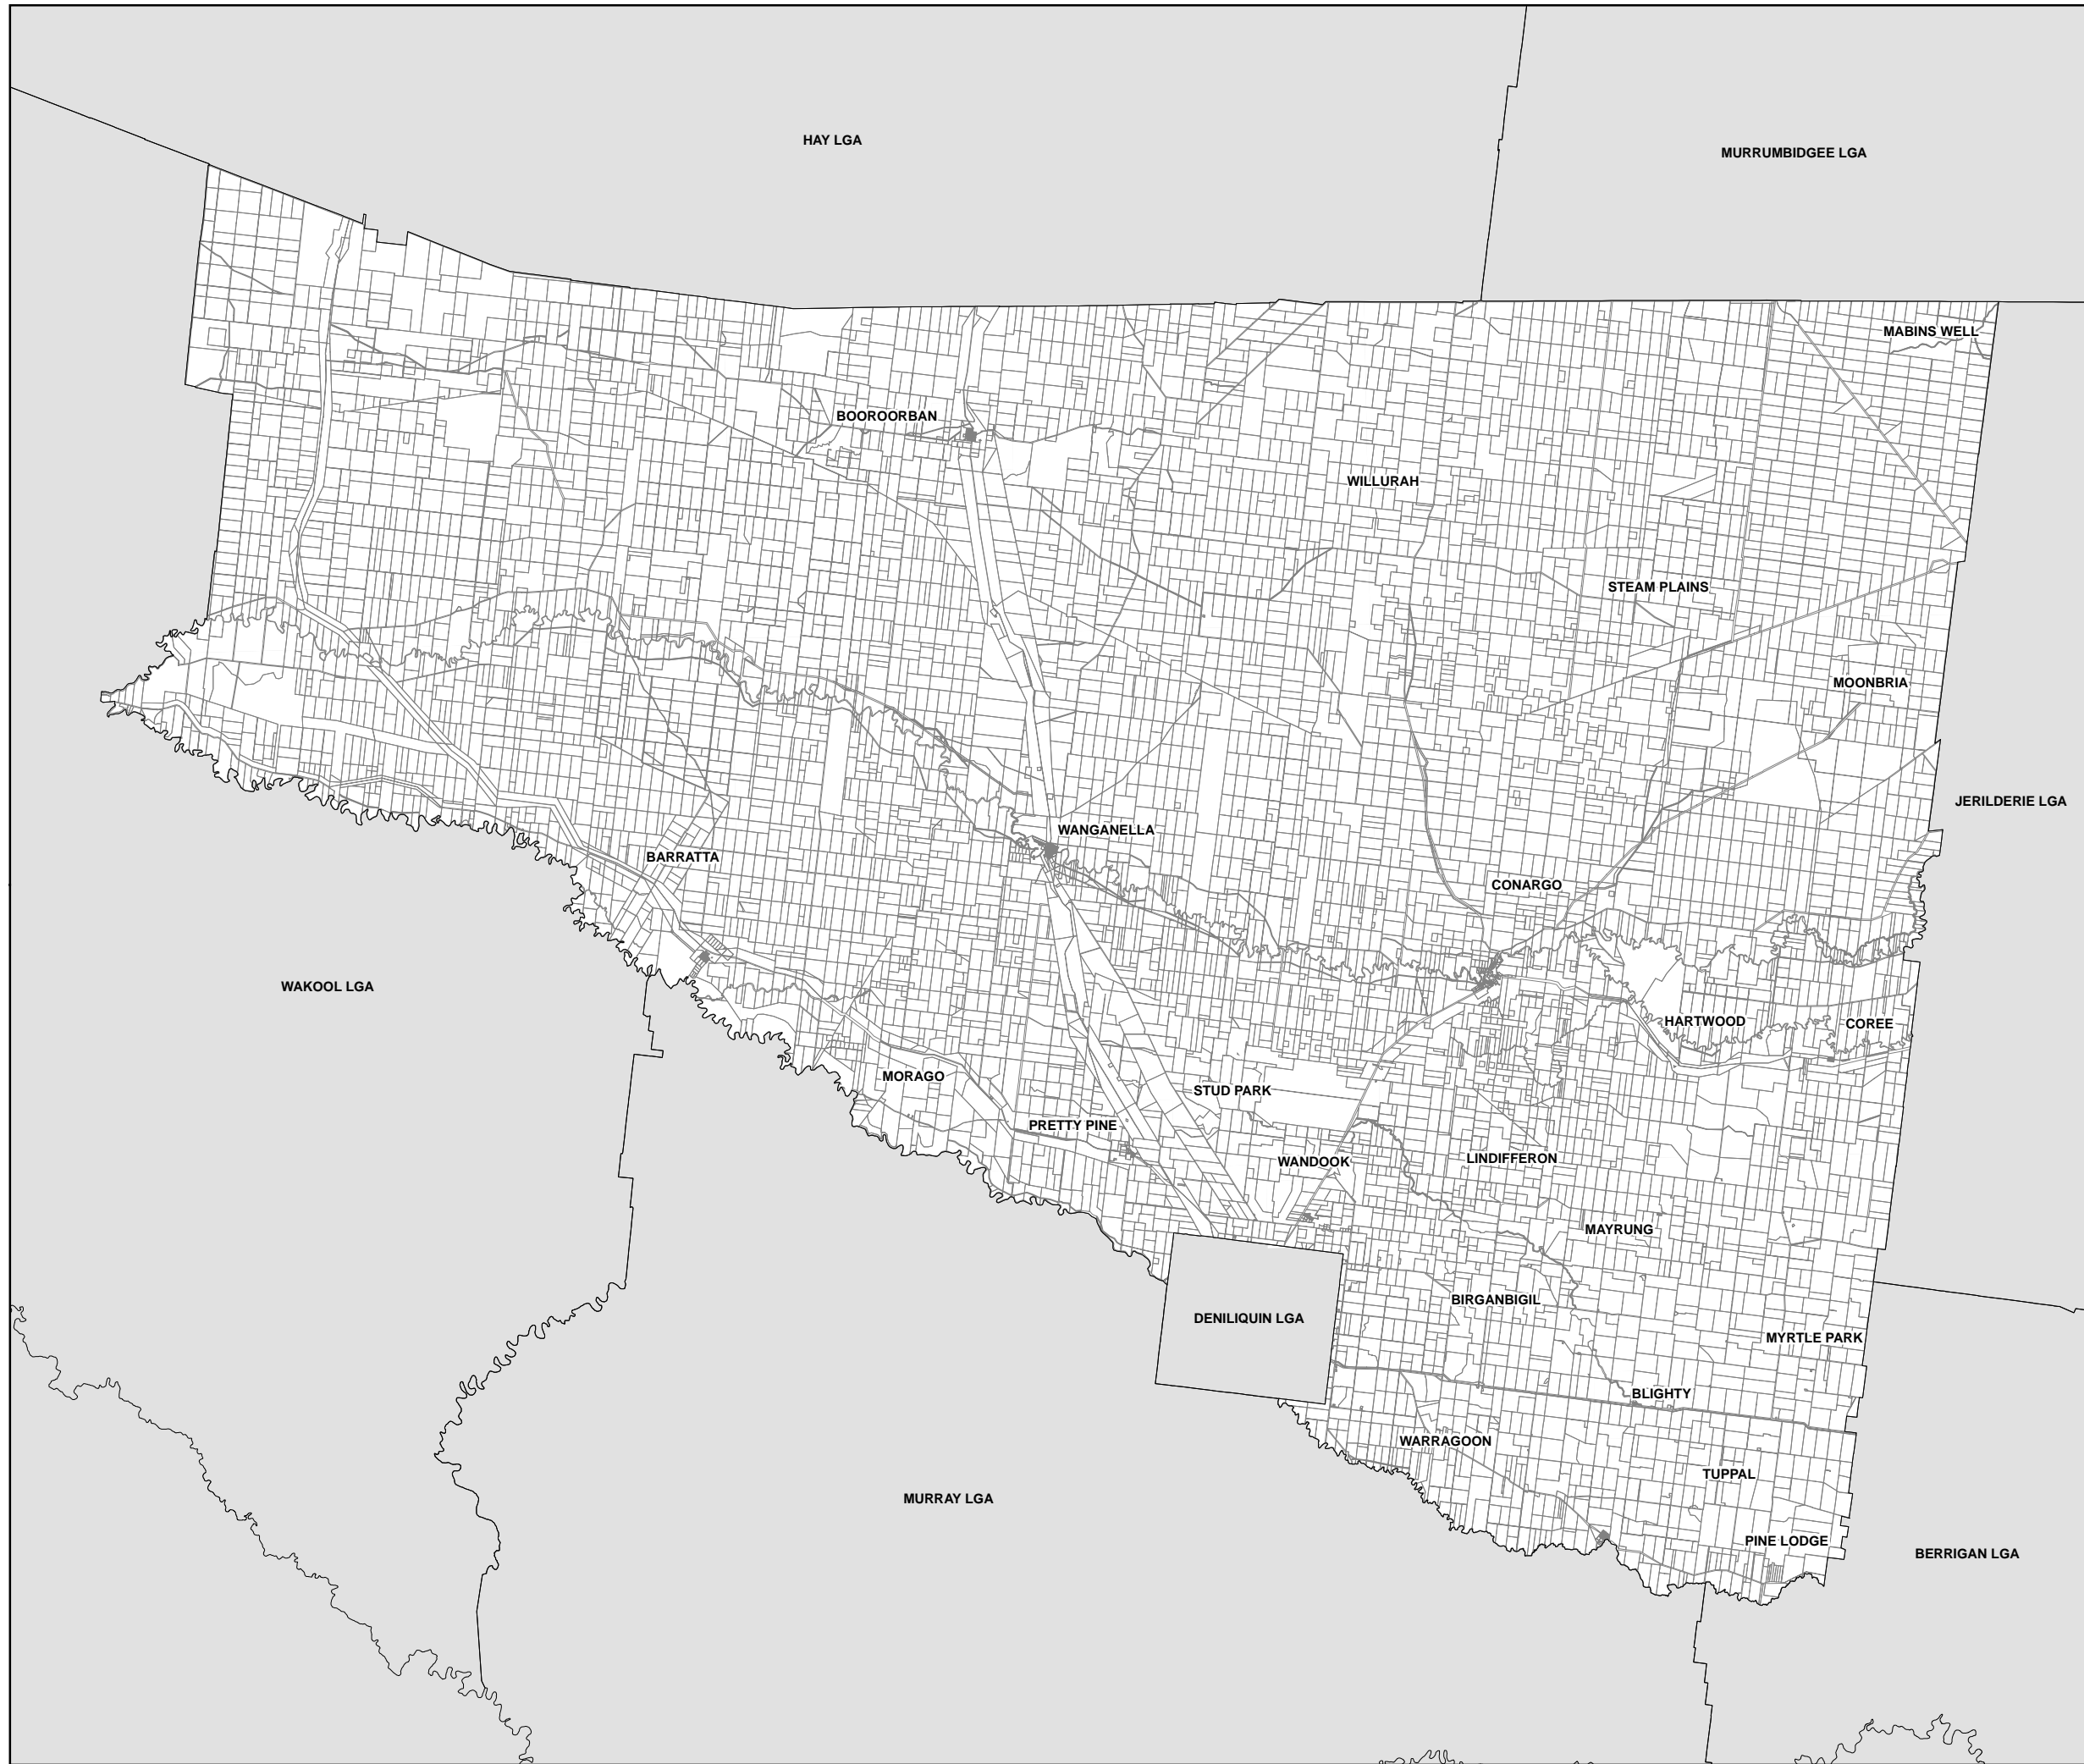 HAY LGA
MURRUMBIDGEE LGA
MABINS WELL
BOOROORBAN
WILLURAH
STEAM PLAINS
MOONBRIA
JERILDERIE LGA
WANGANELLA
BARRATTA
CONARGO
WAKOOL LGA
HARTWOOD
COREE
MORAGO
STUD PARK
PRETTY PINE
WANDOOK
LINDIFFERON
MAYRUNG
BIRGANBIGIL
DENILIQUIN LGA
MYRTLE PARK
BLIGHTY
WARRAGOON
TUPPAL
MURRAY LGA
PINE LODGE
BERRIGAN LGA